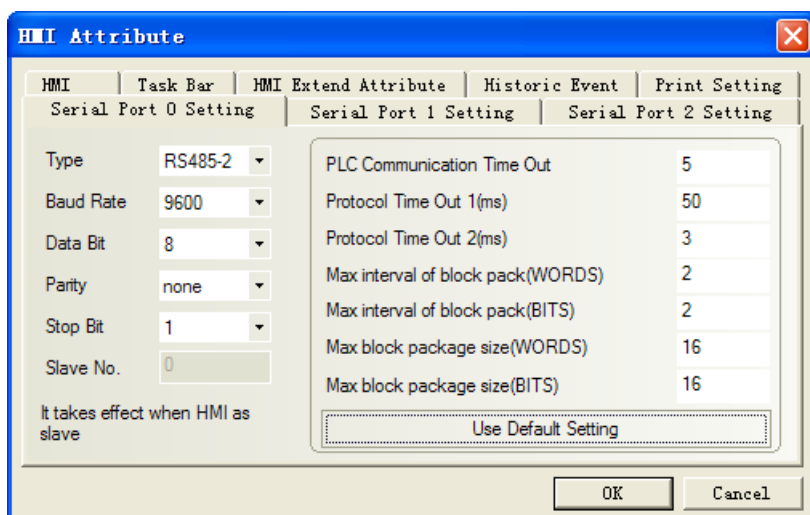 HMI Attribute
HMI
Task Bar
HMI Extend Attribute
Historic Event
Print Setting
Serial Port 0 Setting
Serial Port 1 Setting
Serial Port 2 Setting
Type RS485-2
Baud Rate 9600
Data Bit 8
Parity none
Stop Bit 1
Slave No. 0
It takes effect when HMI as
slave
PLC Communication Time Out 5
Protocol Time Out 1(ms) 50
Protocol Time Out 2(ms) 3
Max interval of block pack(WORDS) 2
Max interval of block pack(BITS) 2
Max block package size(WORDS) 16
Max block package size(BITS) 16
Use Default Setting
OK
Cancel